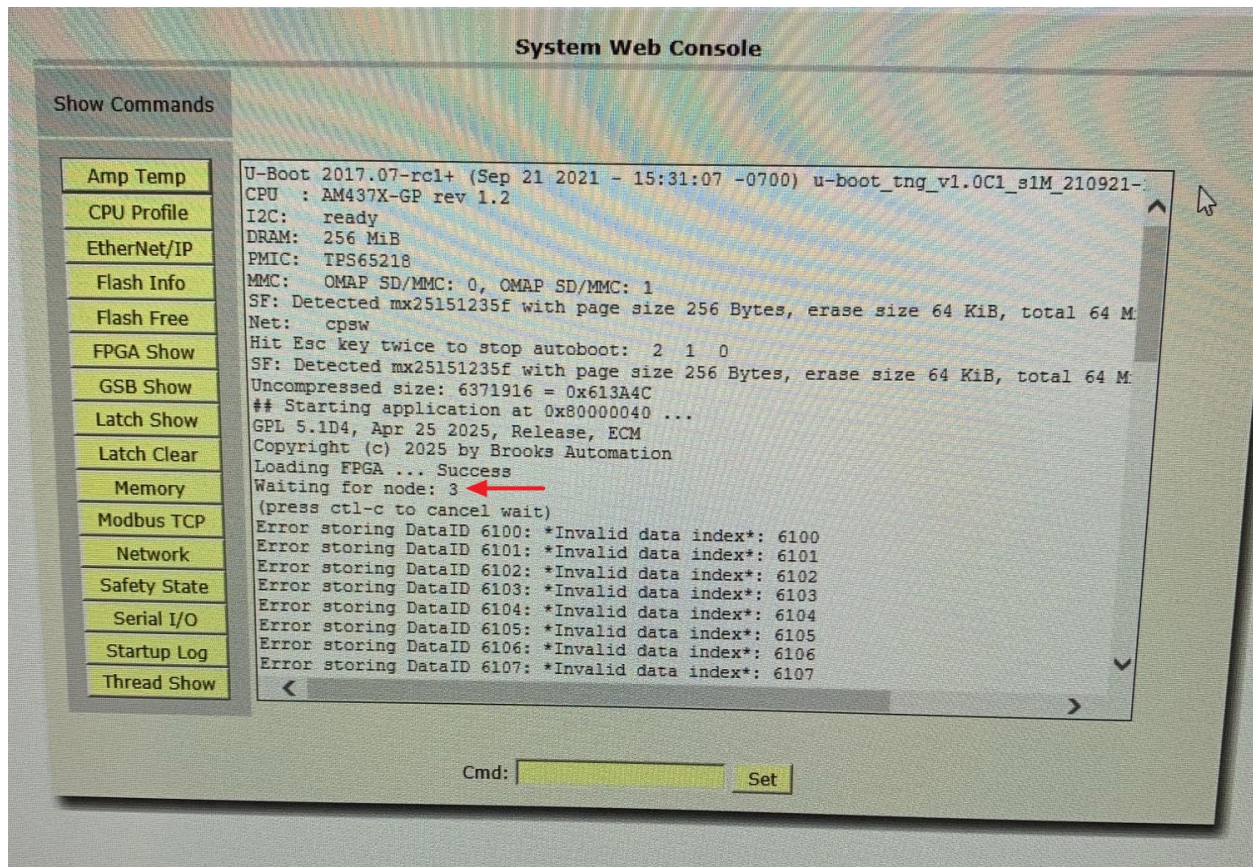 System Web Console
Show Commands
Amp Temp
CPU Profile
EtherNet/IP
Flash Info
Flash Free
FPGA Show
GSB Show
Latch Show
Latch Clear
Memory
Modbus TCP
Network
Safety State
Serial I/O
Startup Log
Thread Show
U-Boot 2017.07-rc1+ (Sep 21 2021 - 15:31:07 -0700) u-boot_tng_v1.0C1_s1M_210921-
CPU : AM437X-GP rev 1.2
I2C: ready
DRAM: 256 MiB
PMIC: TPS65218
MMC: OMAP SD/MMC: 0, OMAP SD/MMC: 1
SF: Detected mx25l51235f with page size 256 Bytes, erase size 64 KiB, total 64 M
Net: cpsw
Hit Esc key twice to stop autoboot: 2 1 0
SF: Detected mx25l51235f with page size 256 Bytes, erase size 64 KiB, total 64 M
Uncompressed size: 6371916 = 0x613A4C
## Starting application at 0x80000040 ...
GPL 5.1D4, Apr 25 2025, Release, ECM
Copyright (c) 2025 by Brooks Automation
Loading FPGA ... Success
Waiting for node: 3
(press ctl-c to cancel wait)
Error storing DataID 6100: *Invalid data index*: 6100
Error storing DataID 6101: *Invalid data index*: 6101
Error storing DataID 6102: *Invalid data index*: 6102
Error storing DataID 6103: *Invalid data index*: 6103
Error storing DataID 6104: *Invalid data index*: 6104
Error storing DataID 6105: *Invalid data index*: 6105
Error storing DataID 6106: *Invalid data index*: 6106
Error storing DataID 6107: *Invalid data index*: 6107
Cmd:
Set